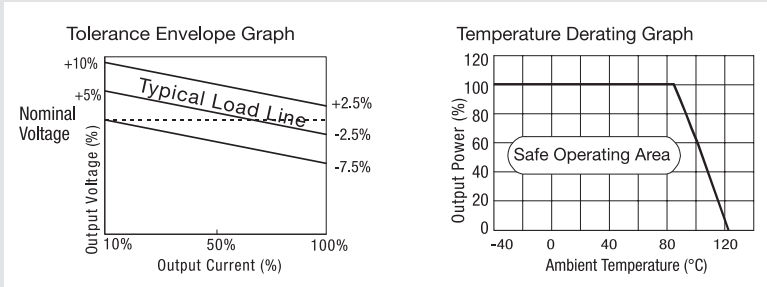 Tolerance Envelope Graph
+10%
+5%
Nominal
Voltage
Output Voltage (%)
Typical Load Line
+2.5%
-2.5%
-7.5%
10%
50%
100%
Output Current (%)
Temperature Derating Graph
120
100
80
60
40
20
0
Output Power (%)
Safe Operating Area
-40
0
40
80
120
Ambient Temperature (°C)